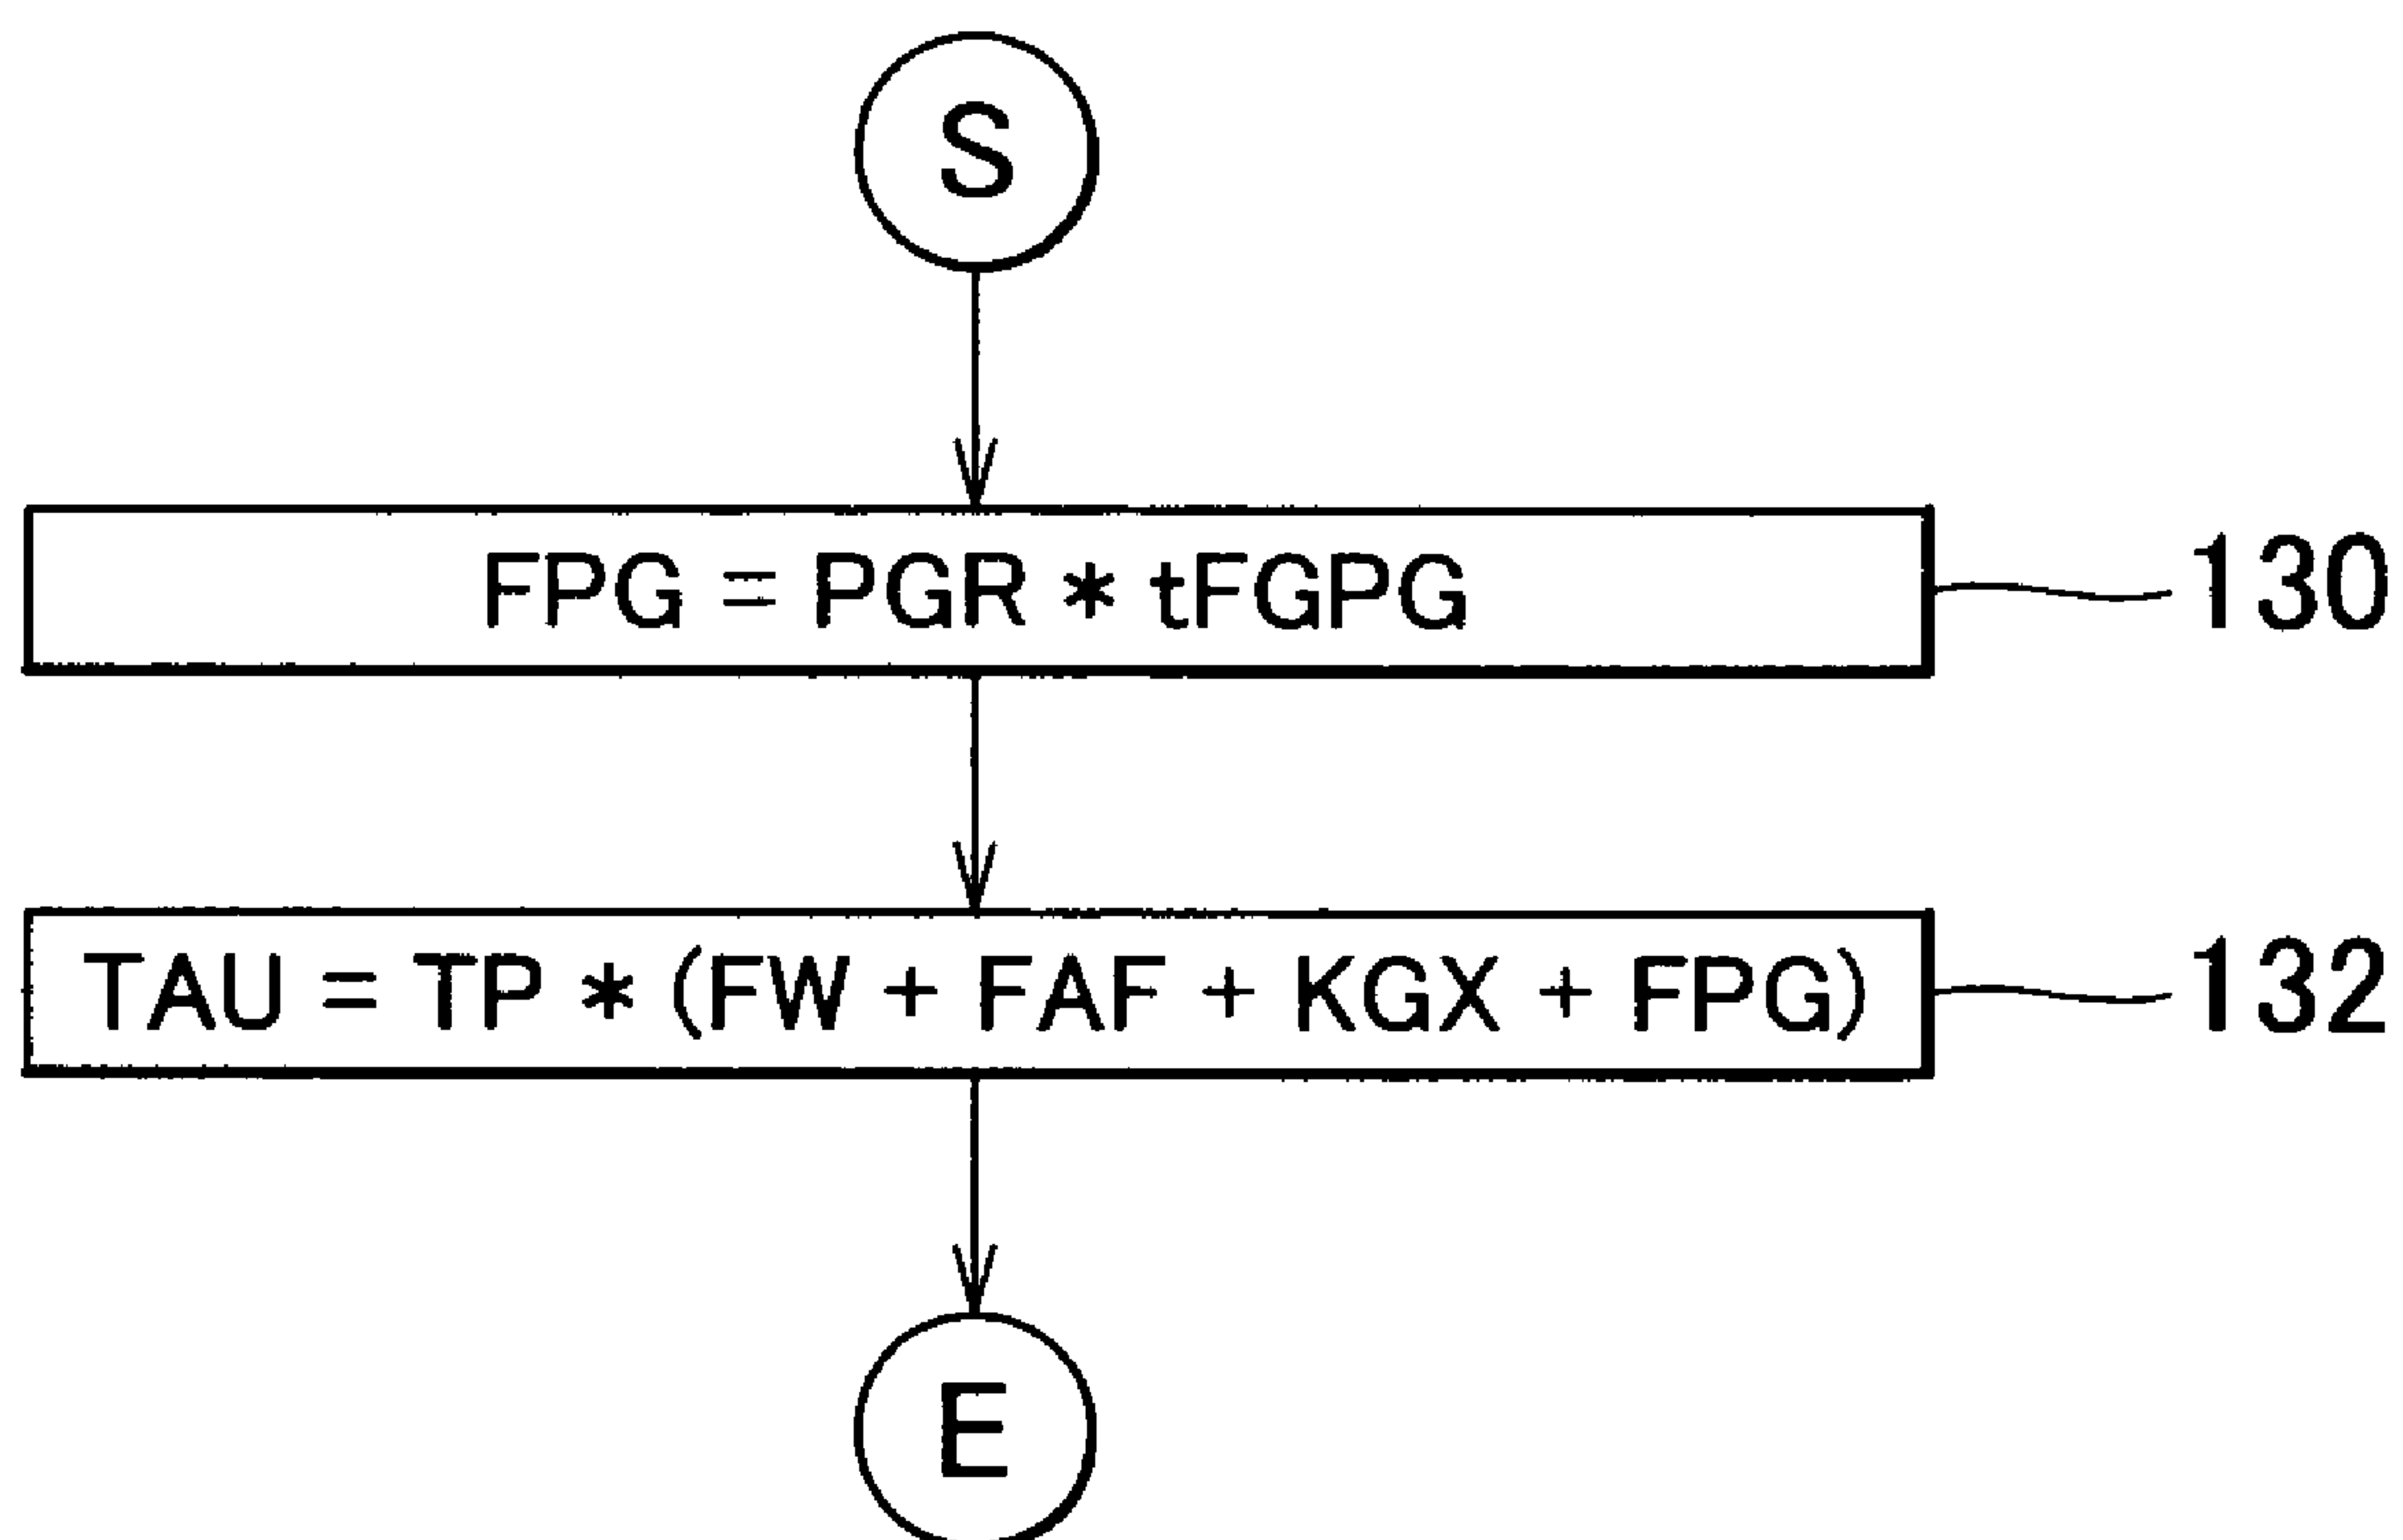 S
FPG = PGR * tFGPG
130
TAU = TP * (FW + FAF + KGX + FPG)
132
E